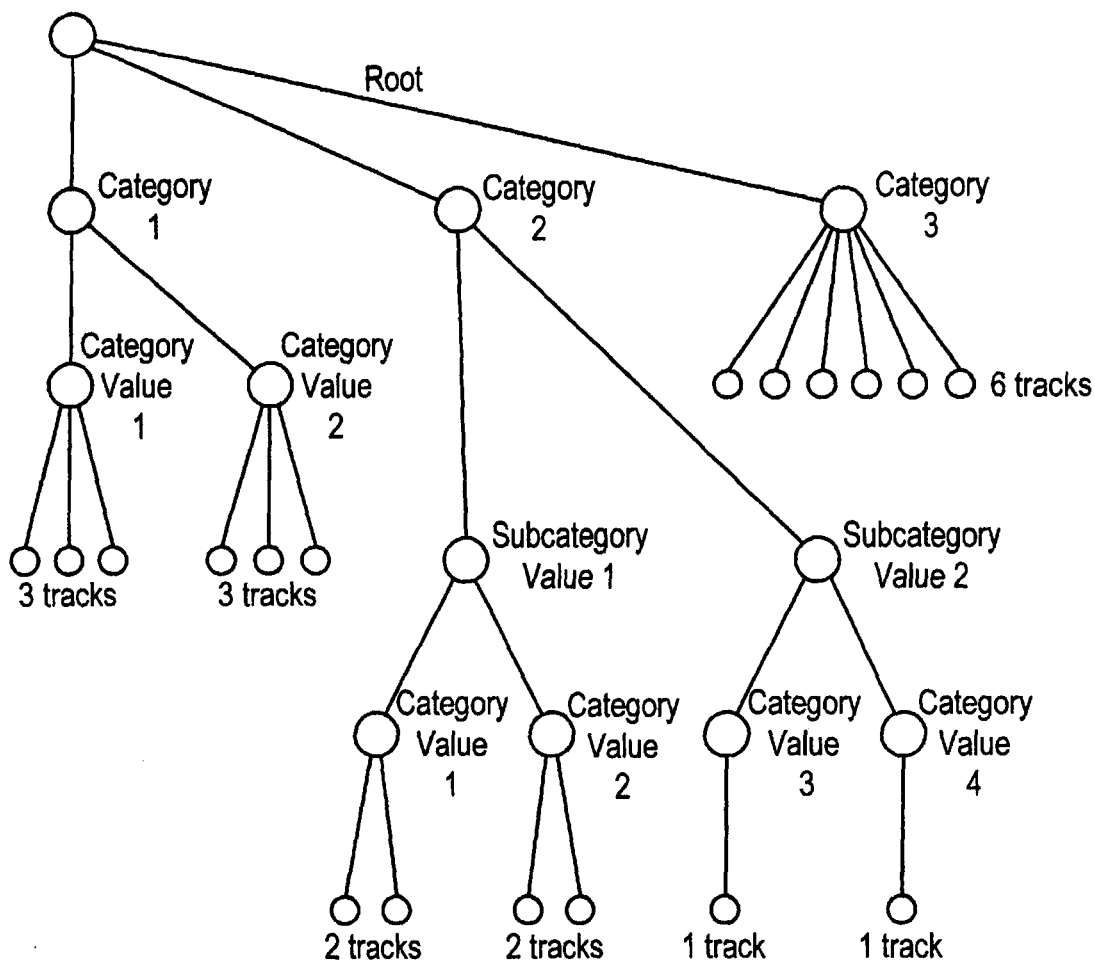 Root
Category
1
Category
2
Category
3
Category
Value
1
Category
Value
2
6 tracks
3 tracks
3 tracks
Subcategory
Value 1
Subcategory
Value 2
Category
Value
1
Category
Value
2
Category
Value
3
Category
Value
4
2 tracks
2 tracks
1 track
1 track